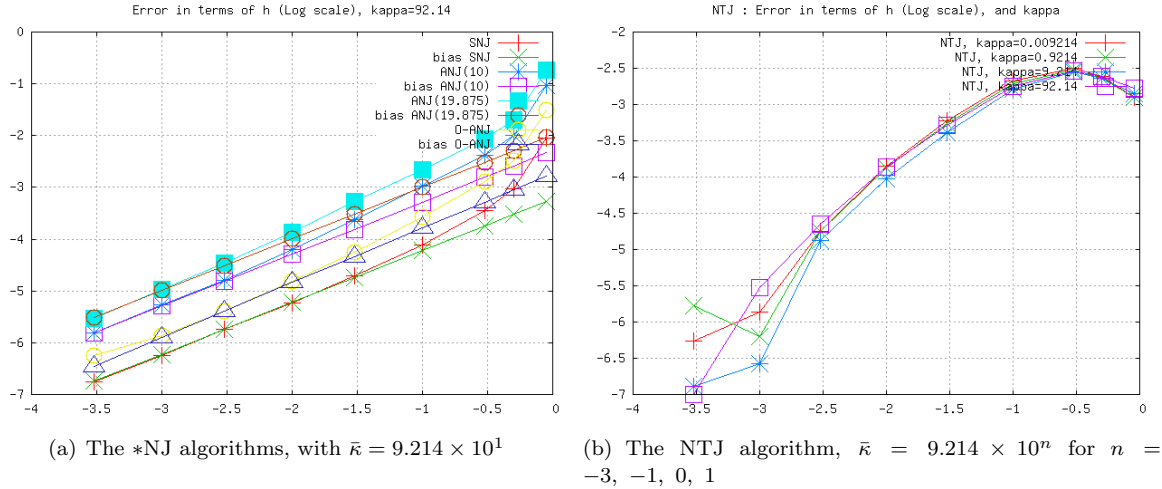 Error in terms of h (Log scale), kappa=92.14
0
-1
-2
-3
-4
-5
-6
-7
-4
-3.5
-3
-2.5
-2
-1.5
-1
-0.5
0
SNJ
bias SNJ
ANJ(10)
bias ANJ(10)
ANJ(19.875)
bias ANJ(19.875)
O-ANJ
bias O-ANJ
NTJ : Error in terms of h (Log scale), and kappa
-2
-2.5
-3
-3.5
-4
-4.5
-5
-5.5
-6
-6.5
-7
-4
-3.5
-3
-2.5
-2
-1.5
-1
-0.5
0
NTJ, kappa=0.009214
NTJ, kappa=0.9214
NTJ, kappa=9.214
NTJ, kappa=92.14
(a) The ∗NJ algorithms, with κ̄ = 9.214 × 10¹
(b) The NTJ algorithm, κ̄ = 9.214 × 10ⁿ for n =
−3, −1, 0, 1